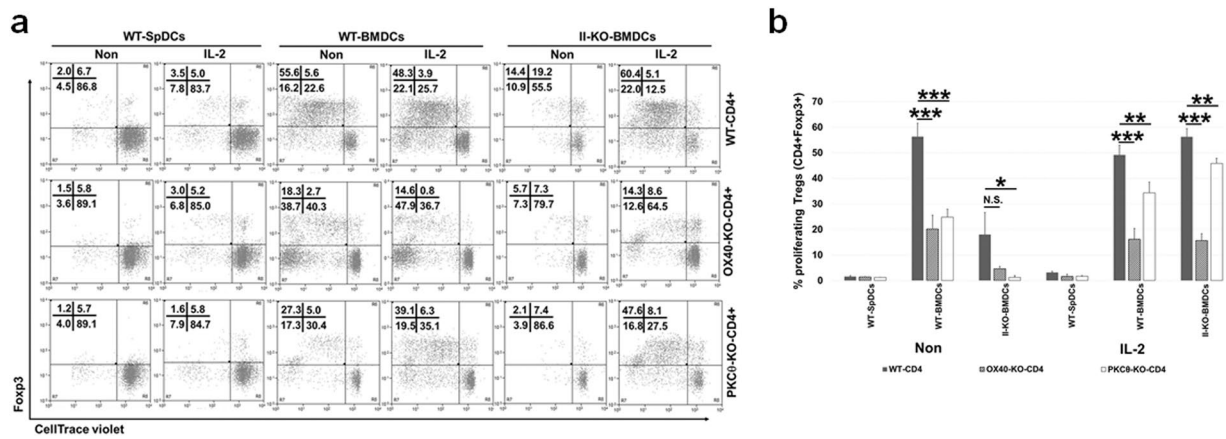 a
WT-SpDCs WT-BMDCs II-KO-BMDCs
Non IL-2 Non IL-2 Non IL-2
2.0 6.7 3.5 5.0 55.6 5.6 48.3 3.9 14.4 19.2 60.4 5.1
4.5 86.8 7.8 83.7 16.2 22.6 22.1 25.7 10.9 55.5 22.0 12.5
WT-CD4+
1.5 5.8 3.0 5.2 18.3 2.7 14.6 0.8 5.7 7.3 14.3 8.6
3.6 89.1 6.8 85.0 38.7 40.3 47.9 36.7 7.3 79.7 12.6 64.5
OX40-KO-CD4+
1.2 5.7 1.6 5.8 27.3 5.0 39.1 6.3 2.1 7.4 47.6 8.1
4.0 89.1 7.9 84.7 17.3 30.4 19.5 35.1 3.9 86.6 16.8 27.5
PKCθ-KO-CD4+
Foxp3
CellTrace violet
b
% proliferating Tregs (CD4+Foxp3+)
70
60
50
40
30
20
10
0
***
***
*
N.S.
**
***
**
***
WT-SpDCs WT-BMDCs II-KO-BMDCs WT-SpDCs WT-BMDCs II-KO-BMDCs
Non IL-2
WT-CD4 OX40-KO-CD4 PKCθ-KO-CD4